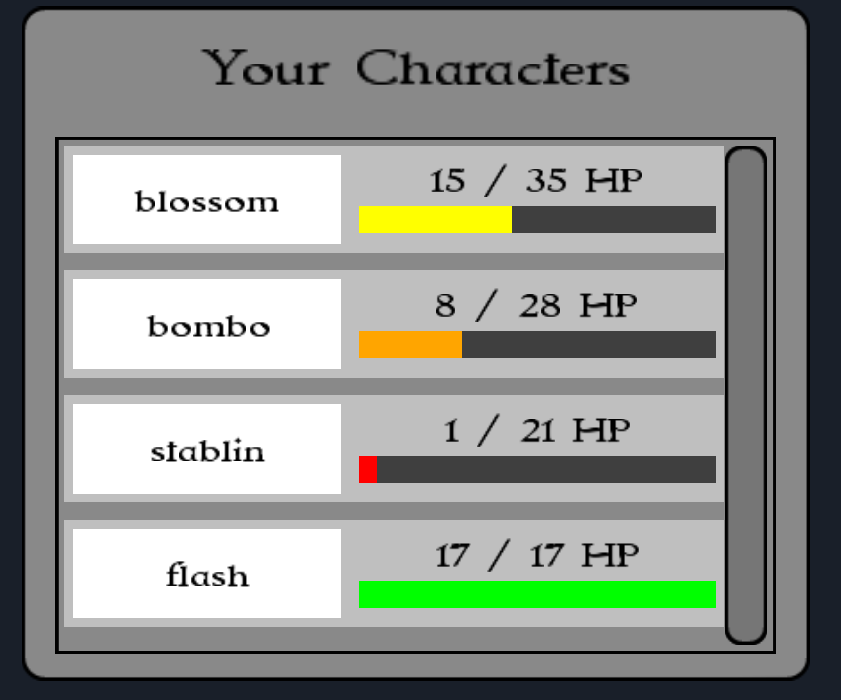 Your Characters
blossom
15 / 35 HP
bombo
8 / 28 HP
stablin
1 / 21 HP
flash
17 / 17 HP